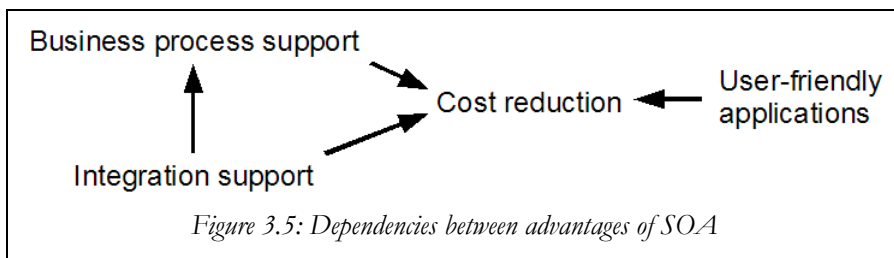 Business process support
Cost reduction
User-friendly
applications
Integration support
Figure 3.5: Dependencies between advantages of SOA